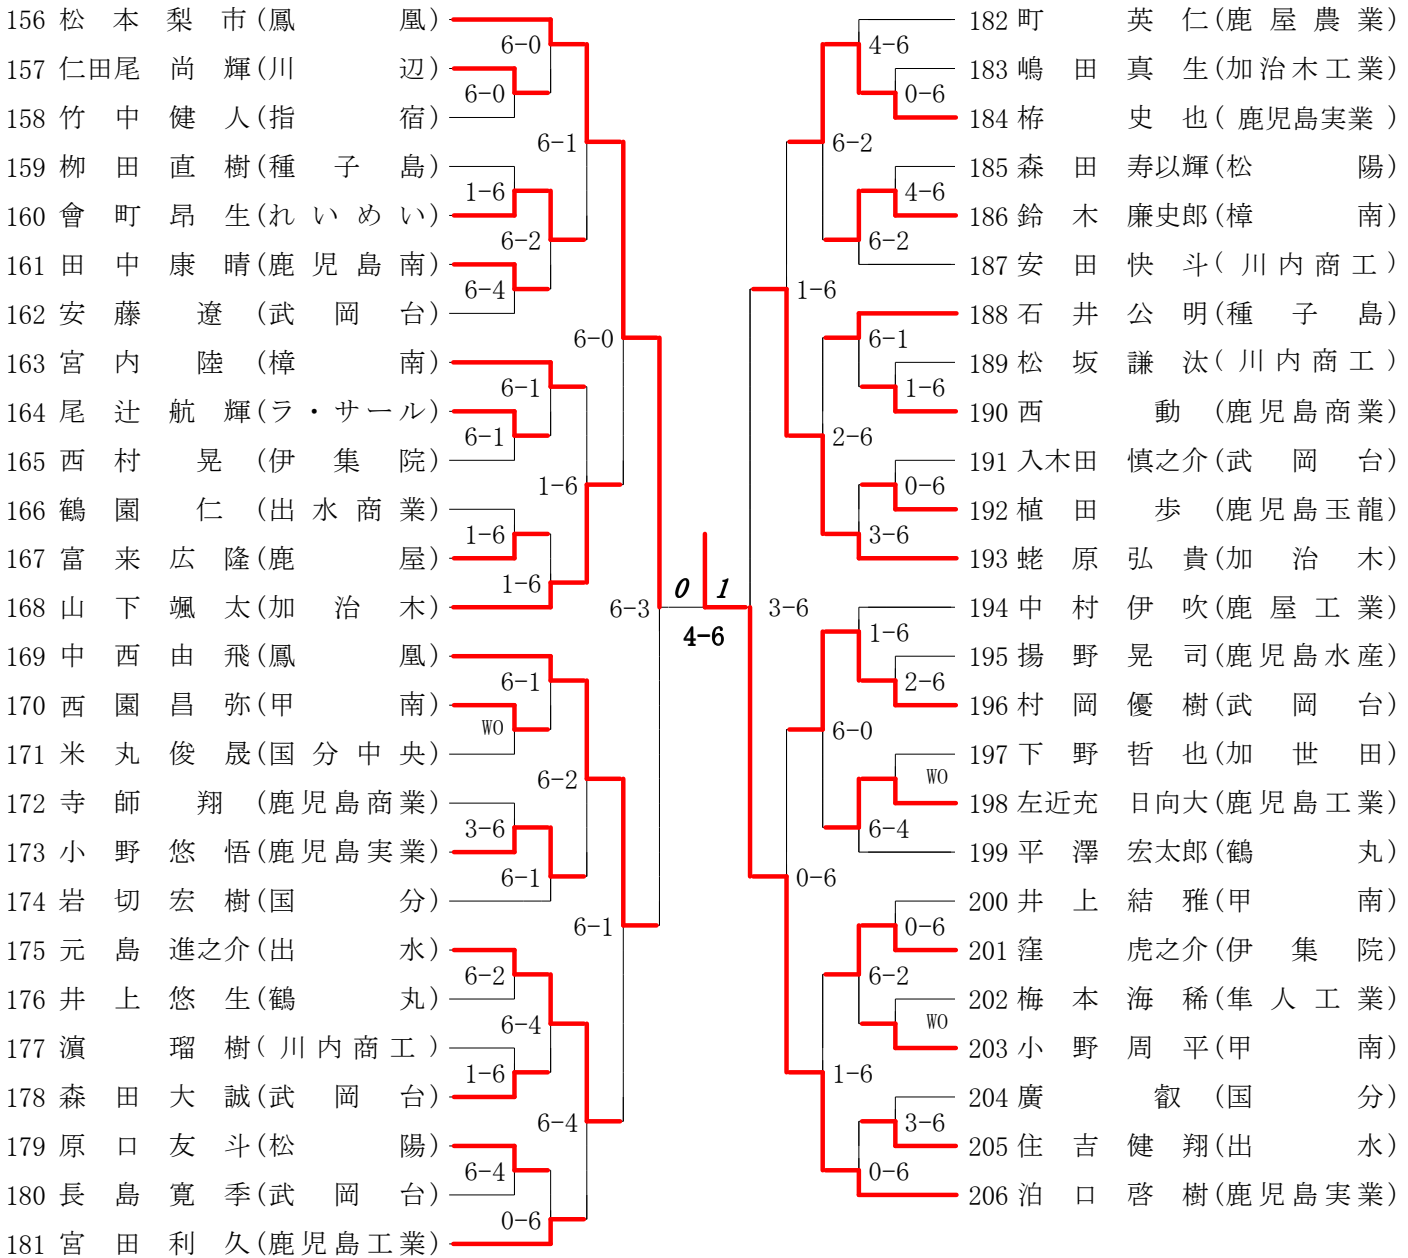 156 松本梨市(鳳凰)
6-0
157 仁田尾尚輝(川辺)
6-0
158 竹中健人(指宿)
6-1
159 柳田直樹(種子島)
1-6
160 會町昂生(れいめい)
6-2
161 田中康晴(鹿児島南)
6-4
162 安藤遼(武岡台)
6-0
163 宮内陸(樟南)
6-1
164 尾辻航輝(ラ・サール)
6-1
165 西村晃(伊集院)
1-6
166 鶴園仁(出水商業)
1-6
167 富来広隆(鹿屋)
1-6
168 山下颯太(加治木)
6-3
169 中西由飛(鳳凰)
6-1
170 西園昌弥(甲南)
WO
171 米丸俊晟(国分中央)
6-2
172 寺師翔(鹿児島商業)
3-6
173 小野悠悟(鹿児島実業)
6-1
174 岩切宏樹(国分)
6-1
175 元島進之介(出水)
6-2
176 井上悠生(鶴丸)
6-4
177 濵瑠樹(川内商工)
1-6
178 森田大誠(武岡台)
6-4
179 原口友斗(松陽)
6-4
180 長島寛季(武岡台)
0-6
181 宮田利久(鹿児島工業)
0 1
4-6
182 町英仁(鹿屋農業)
4-6
183 嶋田真生(加治木工業)
0-6
184 栫史也(鹿児島実業)
6-2
185 森田寿以輝(松陽)
4-6
186 鈴木廉史郎(樟南)
6-2
187 安田快斗(川内商工)
1-6
188 石井公明(種子島)
6-1
189 松坂謙汰(川内商工)
1-6
190 西動(鹿児島商業)
2-6
191 入木田慎之介(武岡台)
0-6
192 植田歩(鹿児島玉龍)
3-6
193 蛯原弘貴(加治木)
3-6
194 中村伊吹(鹿屋工業)
1-6
195 揚野晃司(鹿児島水産)
2-6
196 村岡優樹(武岡台)
6-0
197 下野哲也(加世田)
WO
198 左近充日向大(鹿児島工業)
6-4
199 平澤宏太郎(鶴丸)
0-6
200 井上結雅(甲南)
0-6
201 窪虎之介(伊集院)
6-2
202 梅本海稀(隼人工業)
WO
203 小野周平(甲南)
1-6
204 廣叡(国分)
3-6
205 住吉健翔(出水)
0-6
206 泊口啓樹(鹿児島実業)